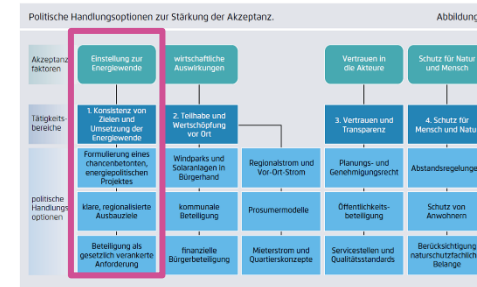 Politische Handlungsoptionen zur Stärkung der Akzeptanz.
Abbildung
Akzeptanz
faktoren
Einstellung zur
Energiewende
wirtschaftliche
Auswirkungen
Vertrauen in
die Akteure
Schutz für Natur
und Mensch
Tätigkeits-
bereiche
1. Konsistenz von
Zielen und
Umsetzung der
Energiewende
2. Teilhabe und
Wertschöpfung
vor Ort
3. Vertrauen und
Transparenz
4. Schutz für
Mensch und Natu
politische
Handlungs
optionen
Formulierung eines
chancenbetonten,
energiepolitischen
Projektes
Windparks und
Solaranlagen in
Bürgerhand
Regionalstrom und
Vor-Ort-Strom
Planungs- und
Genehmigungsrecht
Abstandsregelunge
klare, regionalisierte
Ausbauziele
kommunale
Beteiligung
Prosumermodelle
Öffentlichkeits-
beteiligung
Schutz von
Anwohnern
Beteiligung als
gesetzlich verankerte
Anforderung
finanzielle
Bürgerbeteiligung
Mieterstrom und
Quartierskonzepte
Servicestellen und
Qualitätsstandards
Berücksichtigung
naturschutzfachlich
Belange